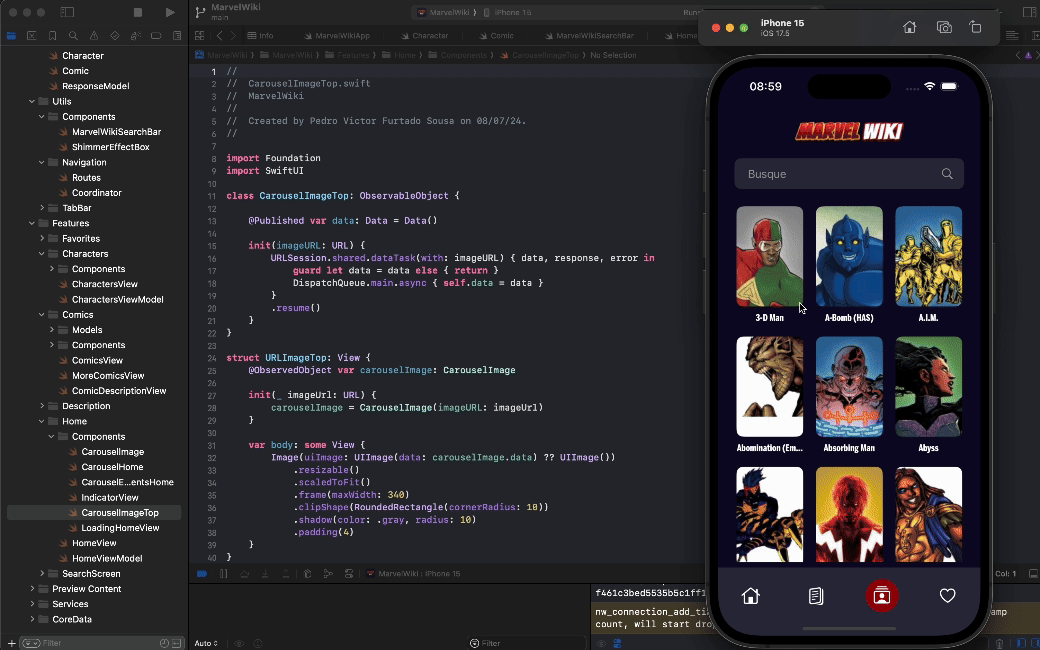 MarvelWiki
main
MarvelWiki
iPhone 15
Info
MarvelWikiApp
Character
Comic
MarvelWikiSearchBar
Home
MarvelWiki
MarvelWiki
Features
Home
Components
CarouselImageTop
No Selection
Character
Comic
ResponseModel
Utils
Components
MarvelWikiSearchBar
ShimmerEffectBox
Navigation
Routes
Coordinator
TabBar
Features
Favorites
Characters
Components
CharactersView
CharactersViewModel
Comics
Models
Components
ComicsView
MoreComicsView
ComicDescriptionView
Description
Home
Components
CarouselImage
CarouselHome
CarouselE...entsHome
IndicatorView
CarouselImageTop
LoadingHomeView
HomeView
HomeViewModel
SearchScreen
Preview Content
Services
CoreData
Filter
1 //
2 //  CarouselImageTop.swift
3 //  MarvelWiki
4 //
5 //  Created by Pedro Victor Furtado Sousa on 08/07/24.
6 //
7
8 import Foundation
9 import SwiftUI
10
11 class CarouselImageTop: ObservableObject {
12
13     @Published var data: Data = Data()
14
15     init(imageURL: URL) {
16         URLSession.shared.dataTask(with: imageURL) { data, response, error in
17             guard let data = data else { return }
18             DispatchQueue.main.async { self.data = data }
19         }
20         .resume()
21     }
22 }
23
24 struct URLImageTop: View {
25     @ObservedObject var carouselImage: CarouselImage
26
27     init(_ imageUrl: URL) {
28         carouselImage = CarouselImage(imageURL: imageUrl)
29     }
30
31     var body: some View {
32         Image(uiImage: UIImage(data: carouselImage.data) ?? UIImage())
33             .resizable()
34             .scaledToFit()
35             .frame(maxWidth: 340)
36             .clipShape(RoundedRectangle(cornerRadius: 10))
37             .shadow(color: .gray, radius: 10)
38             .padding(4)
39     }
40 }
MarvelWiki
iPhone 15
Col: 1
Auto
Filter
f461c3bed5535b5c1ff1
count, will start
iPhone 15
iOS 17.5
08:59
MARVEL WIKI
Busque
3-D Man
A-Bomb (HAS)
A.I.M.
Abomination (Em...
Absorbing Man
Abyss